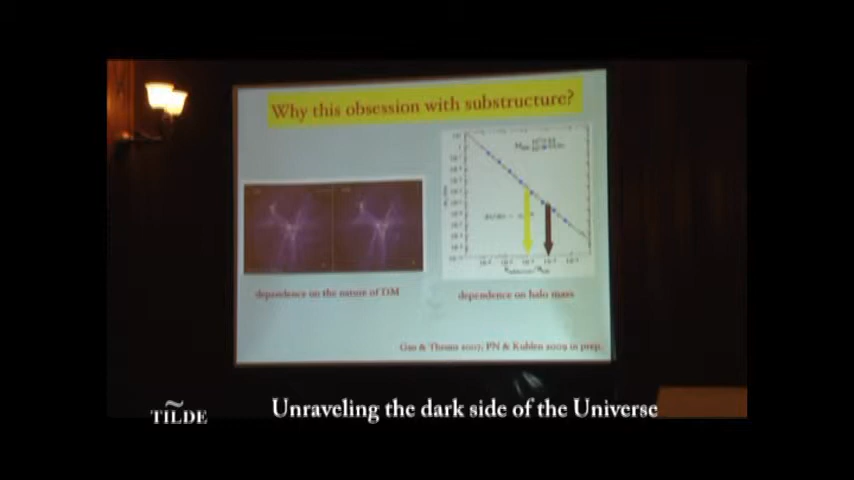 Why this obsession with substructure?
dependence on the nature of DM
dependence on halo mass
Gao & Theuns 2007; PN & Kuhlen 2009 in prep.
TILDE
Unraveling the dark side of the Universe